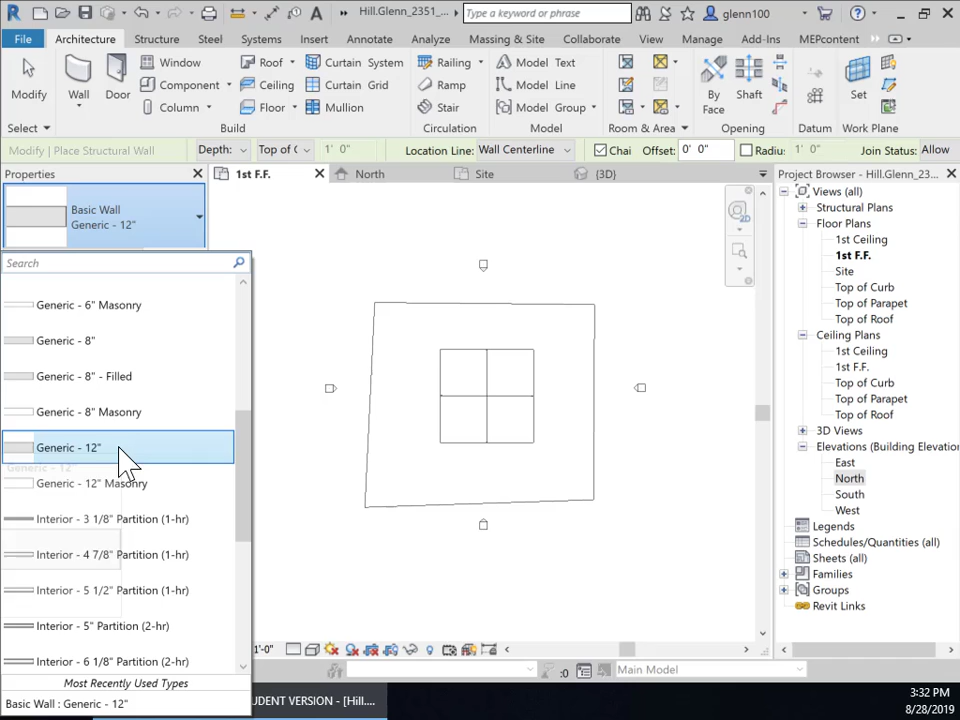 Hill.Glenn_2351_...
Type a keyword or phrase
glenn100
File
Architecture
Structure
Steel
Systems
Insert
Annotate
Analyze
Massing & Site
Collaborate
View
Manage
Add-Ins
MEPcontent
Modify
Wall
Door
Window
Component
Column
Roof
Ceiling
Floor
Curtain System
Curtain Grid
Mullion
Railing
Ramp
Stair
Model Text
Model Line
Model Group
By
Face
Shaft
Set
Select
Build
Circulation
Model
Room & Area
Opening
Datum
Work Plane
Modify | Place Structural Wall
Depth:
Top of C
1' 0"
Location Line:
Wall Centerline
Chai
Offset:
0' 0"
Radiu
1' 0"
Join Status:
Allow
Properties
1st F.F.
North
Site
{3D}
Project Browser - Hill.Glenn_23...
Basic Wall
Generic - 12"
Search
Generic - 6" Masonry
Generic - 8"
Generic - 8" - Filled
Generic - 8" Masonry
Generic - 12"
Generic - 12"
Generic - 12" Masonry
Interior - 3 1/8" Partition (1-hr)
Interior - 4 7/8" Partition (1-hr)
Interior - 5 1/2" Partition (1-hr)
Interior - 5" Partition (2-hr)
Interior - 6 1/8" Partition (2-hr)
Most Recently Used Types
Basic Wall : Generic - 12"
2D
Views (all)
Structural Plans
Floor Plans
1st Ceiling
1st F.F.
Site
Top of Curb
Top of Parapet
Top of Roof
Ceiling Plans
1st Ceiling
1st F.F.
Top of Curb
Top of Parapet
Top of Roof
3D Views
Elevations (Building Elevation
East
North
South
West
Legends
Schedules/Quantities (all)
Sheets (all)
Families
Groups
Revit Links
1'-0"
:0
Main Model
UDENT VERSION - [Hill....
3:32 PM
8/28/2019